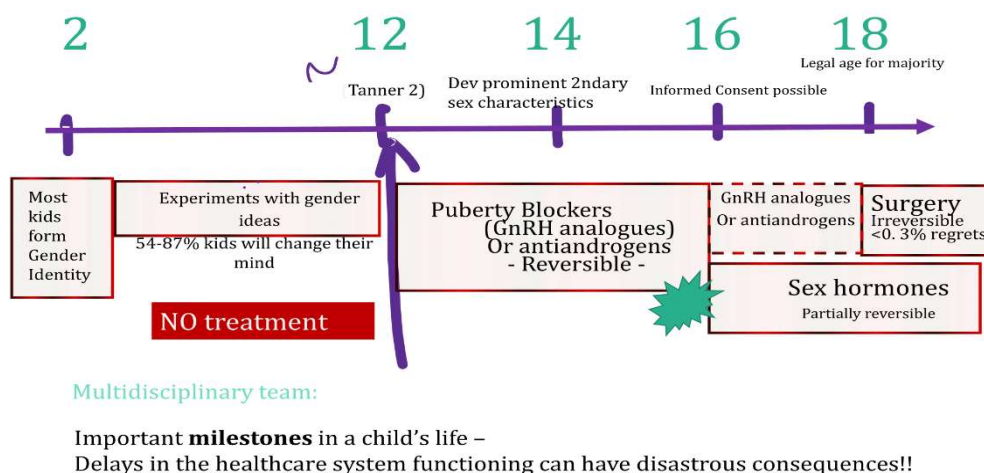 2
12
14
16
18
Tanner 2)
Dev prominent 2ndary
sex characteristics
Informed Consent possible
Legal age for majority
Most
kids
form
Gender
Identity
Experiments with gender
ideas
54-87% kids will change their
mind
NO treatment
Puberty Blockers
(GnRH analogues)
Or antiandrogens
- Reversible -
GnRH analogues
Or antiandrogens
Surgery
Irreversible
<0. 3% regrets
Sex hormones
Partially reversible
Multidisciplinary team:
Important milestones in a child's life –
Delays in the healthcare system functioning can have disastrous consequences!!